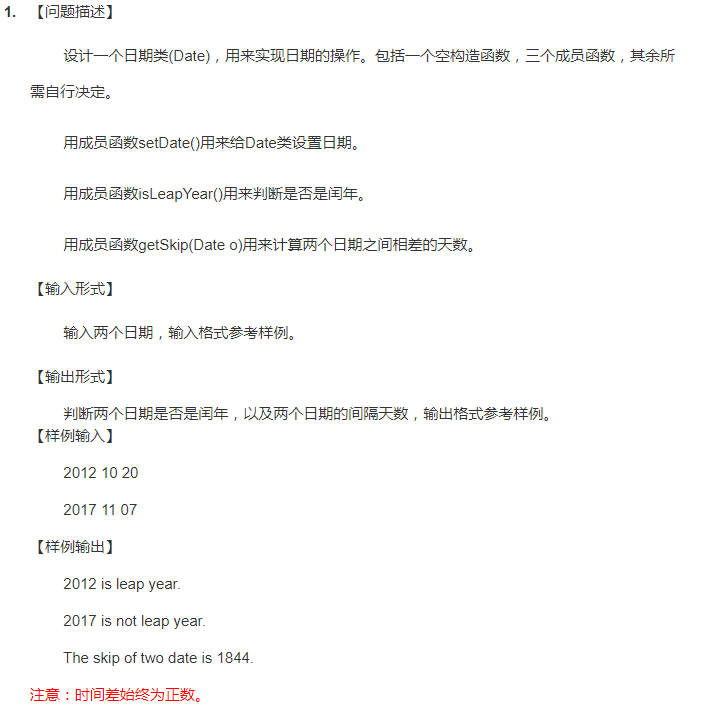 1. 【问题描述】
设计一个日期类(Date)，用来实现日期的操作。包括一个空构造函数，三个成员函数，其余所
需自行决定。
用成员函数setDate()用来给Date类设置日期。
用成员函数isLeapYear()用来判断是否是闰年。
用成员函数getSkip(Date o)用来计算两个日期之间相差的天数。
【输入形式】
输入两个日期，输入格式参考样例。
【输出形式】
判断两个日期是否是闰年，以及两个日期的间隔天数，输出格式参考样例。
【样例输入】
2012 10 20
2017 11 07
【样例输出】
2012 is leap year.
2017 is not leap year.
The skip of two date is 1844.
注意：时间差始终为正数。